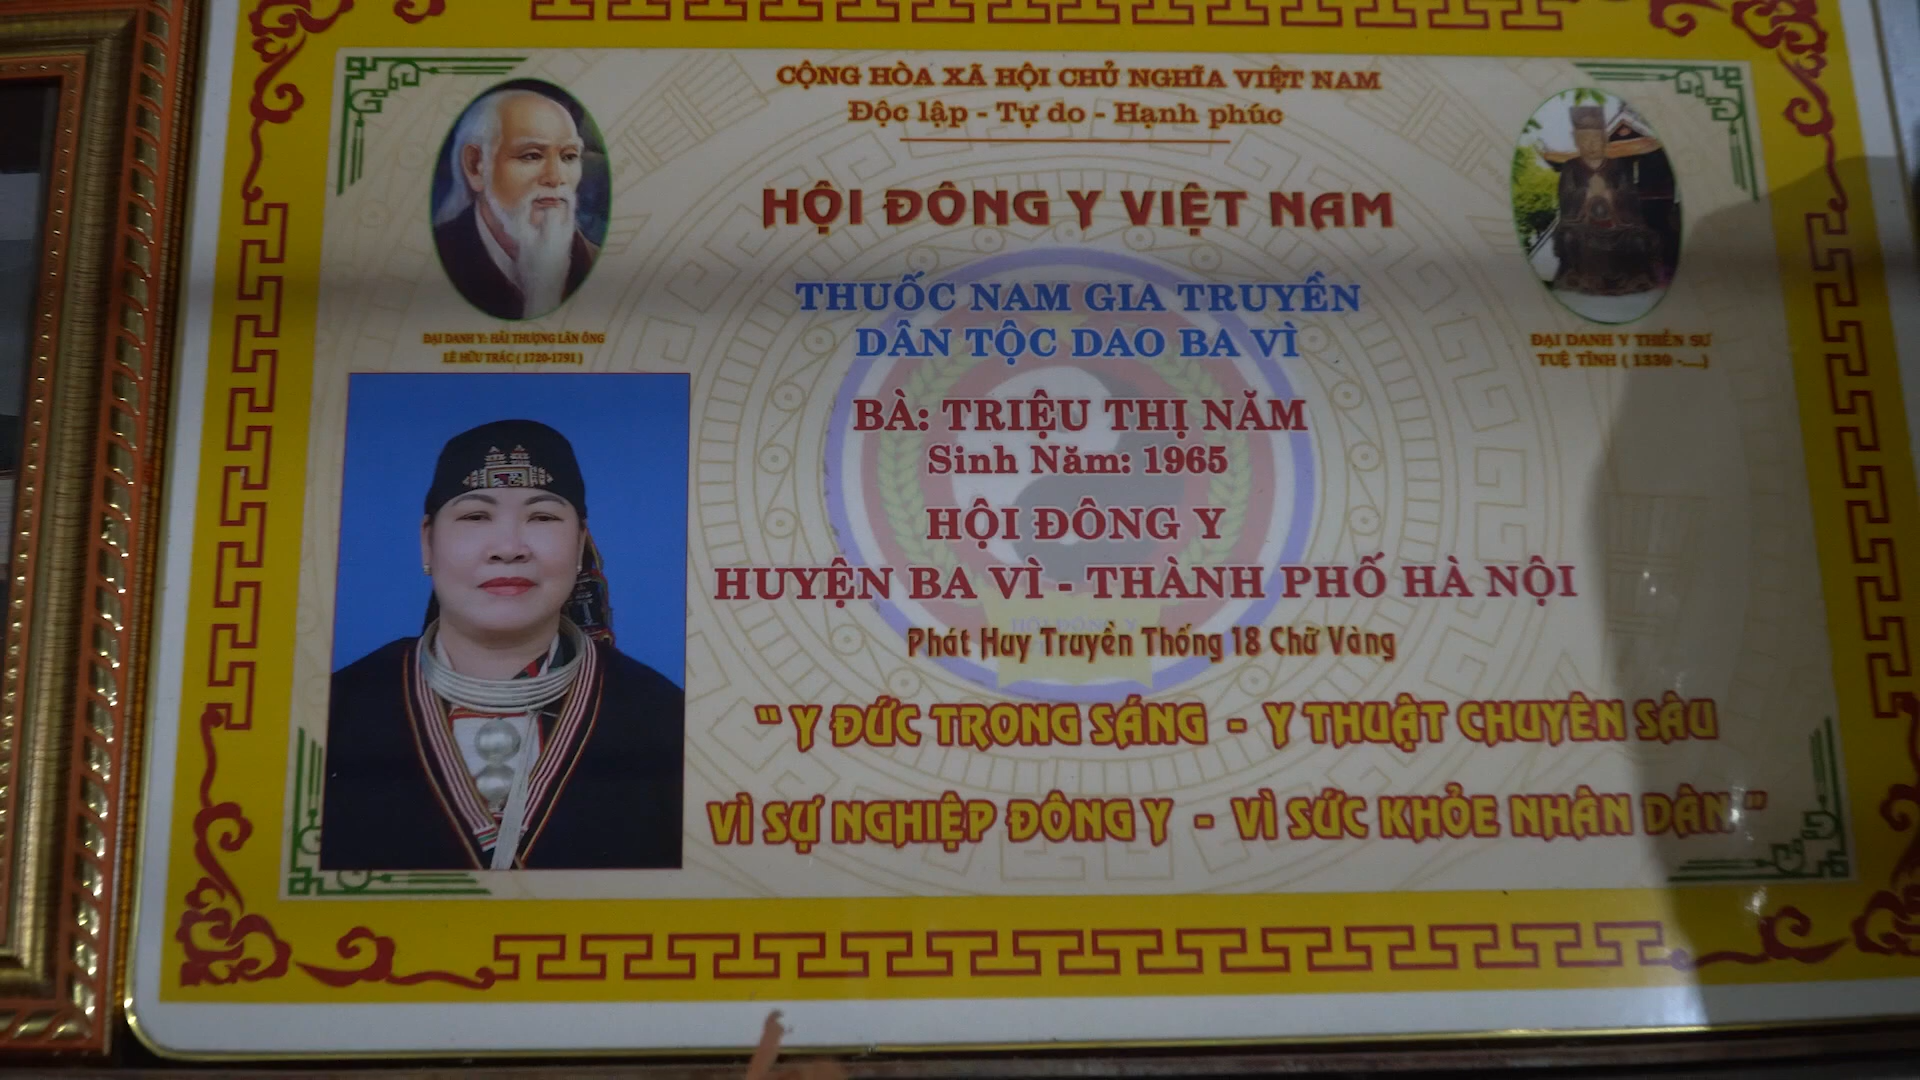 CỘNG HÒA XÃ HỘI CHỦ NGHĨA VIỆT NAM
Độc lập - Tự do - Hạnh phúc
HỘI ĐÔNG Y VIỆT NAM
THUỐC NAM GIA TRUYỀN
DÂN TỘC DAO BA VÌ
ĐẠI DANH Y: HẢI THƯỢNG LÃN ÔNG
LÊ HỮU TRÁC ( 1720-1791 )
ĐẠI DANH Y THIỀN SƯ
TUỆ TĨNH ( 1330 -....)
BÀ: TRIỆU THỊ NĂM
Sinh Năm: 1965
HỘI ĐÔNG Y
HUYỆN BA VÌ - THÀNH PHỐ HÀ NỘI
HỘI ĐÔNG Y
Phát Huy Truyền Thống 18 Chữ Vàng
“ Y ĐỨC TRONG SÁNG - Y THUẬT CHUYÊN SÂU
VÌ SỰ NGHIỆP ĐÔNG Y - VÌ SỨC KHỎE NHÂN DÂN ”